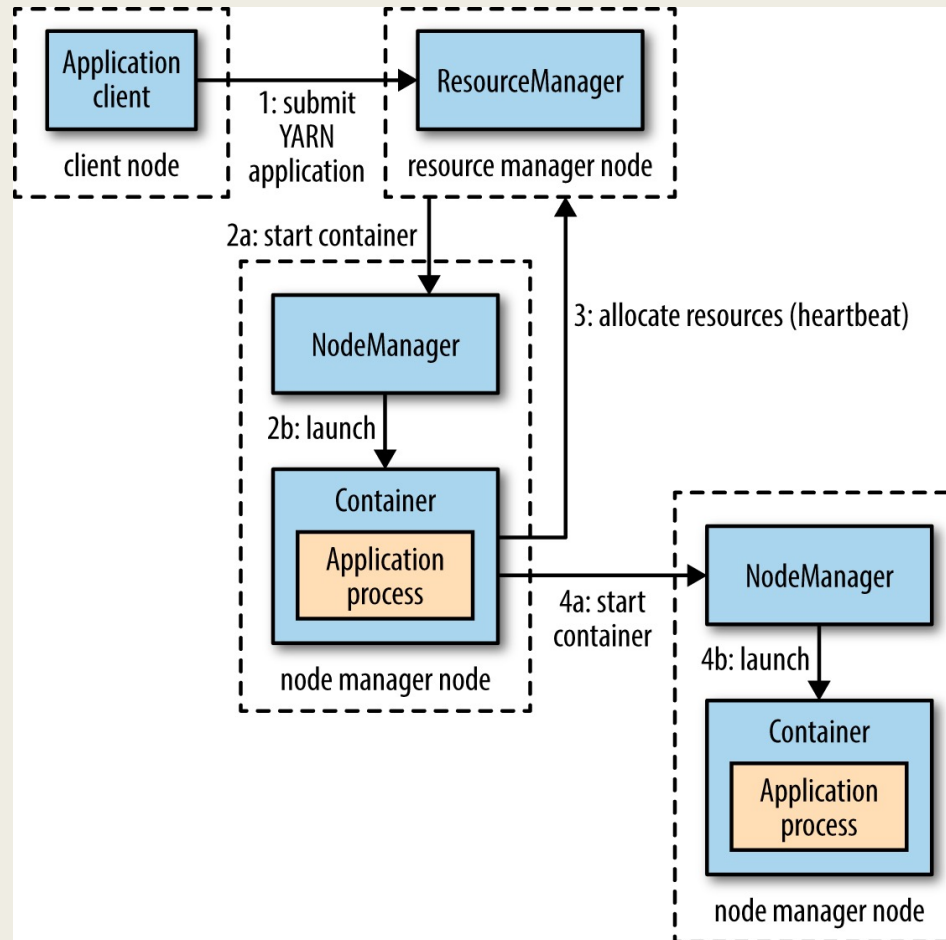 Application
client
client node
1: submit
YARN
application
ResourceManager
resource manager node
2a: start container
NodeManager
2b: launch
Container
Application
process
node manager node
3: allocate resources (heartbeat)
4a: start
container
NodeManager
4b: launch
Container
Application
process
node manager node